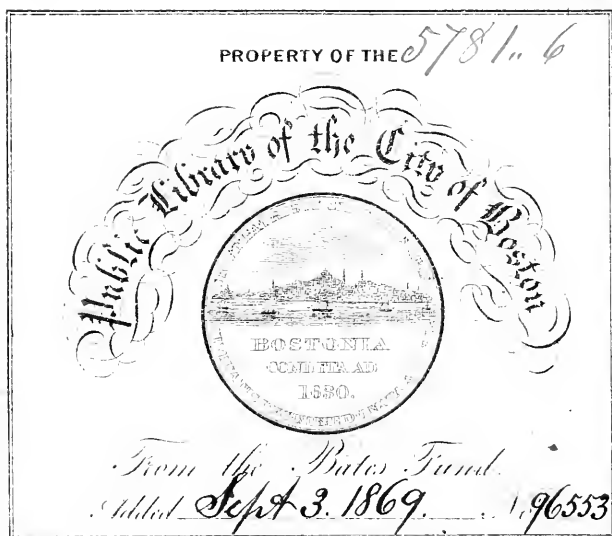 PROPERTY OF THE 5781.. 6
Public Library of the City of Boston
BOSTONIA
CONDITA AD
1630.
From the Bates Fund.
Added Sept 3. 1869. No. 96553